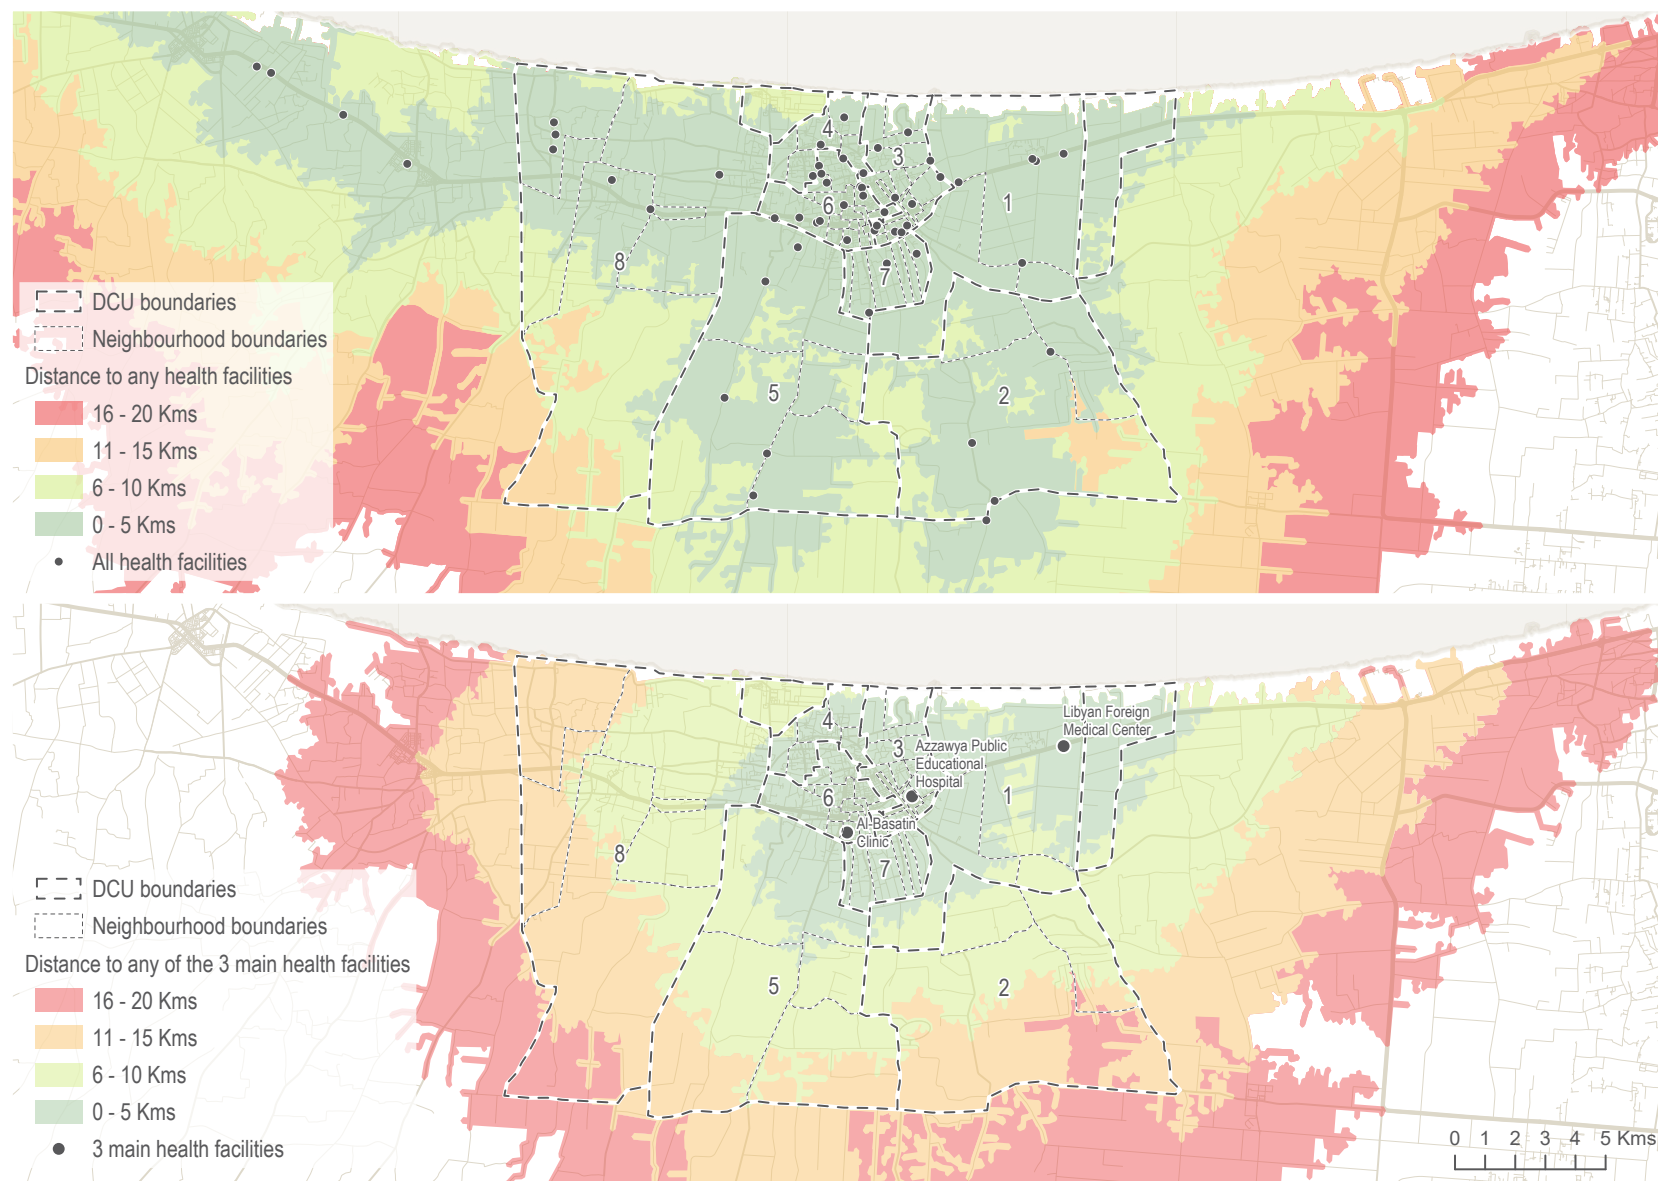 4
3
1
6
8
7
5
2
DCU boundaries
Neighbourhood boundaries
Distance to any health facilities
16 - 20 Kms
11 - 15 Kms
6 - 10 Kms
0 - 5 Kms
All health facilities
Libyan Foreign
Medical Center
4
3
Azzawya Public
Educational
Hospital
1
6
Al-Basatin
Clinic
8
7
5
2
DCU boundaries
Neighbourhood boundaries
Distance to any of the 3 main health facilities
16 - 20 Kms
11 - 15 Kms
6 - 10 Kms
0 - 5 Kms
3 main health facilities
0 1 2 3 4 5 Kms